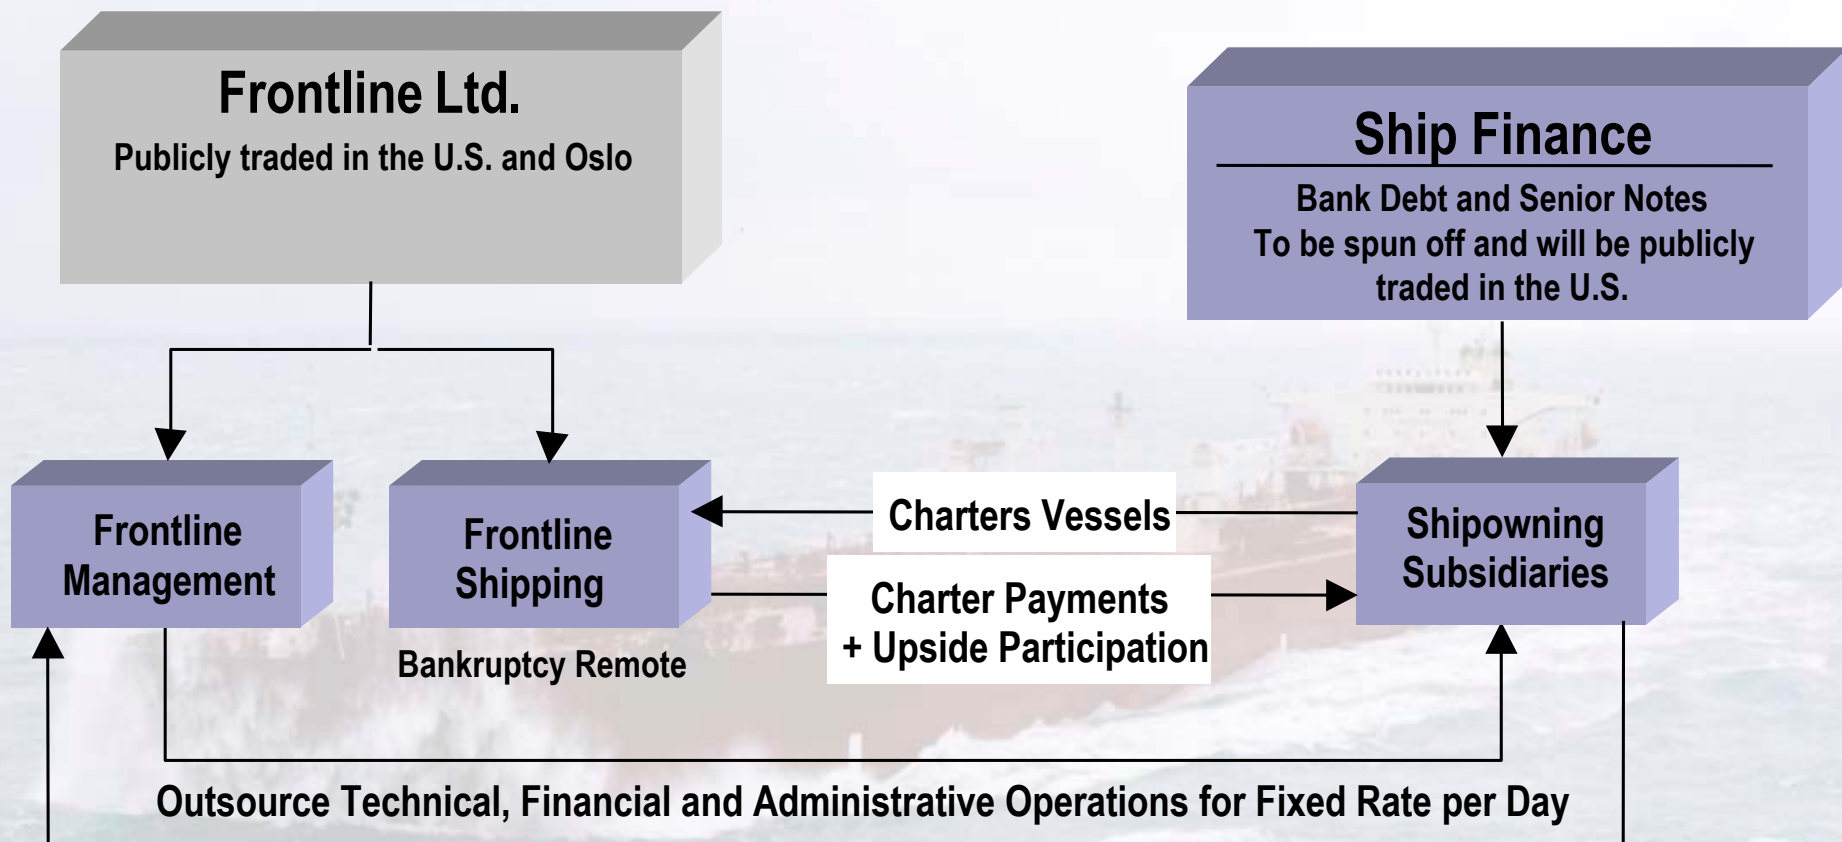 Frontline Ltd.
Publicly traded in the U.S. and Oslo
Ship Finance
Bank Debt and Senior Notes
To be spun off and will be publicly
traded in the U.S.
Frontline
Management
Frontline
Shipping
Charters Vessels
Charter Payments
+ Upside Participation
Shipowning
Subsidiaries
Bankruptcy Remote
Outsource Technical, Financial and Administrative Operations for Fixed Rate per Day